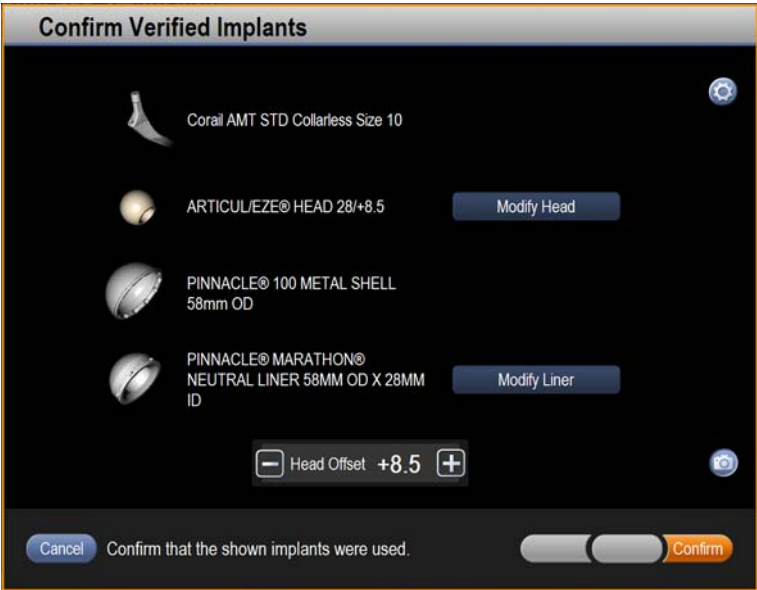 Confirm Verified Implants
Corail AMT STD Collarless Size 10
ARTICUL/EZE® HEAD 28/+8.5
Modify Head
PINNACLE® 100 METAL SHELL
58mm OD
PINNACLE® MARATHON®
NEUTRAL LINER 58MM OD X 28MM
ID
Modify Liner
Head Offset +8.5
Cancel
Confirm that the shown implants were used.
Confirm